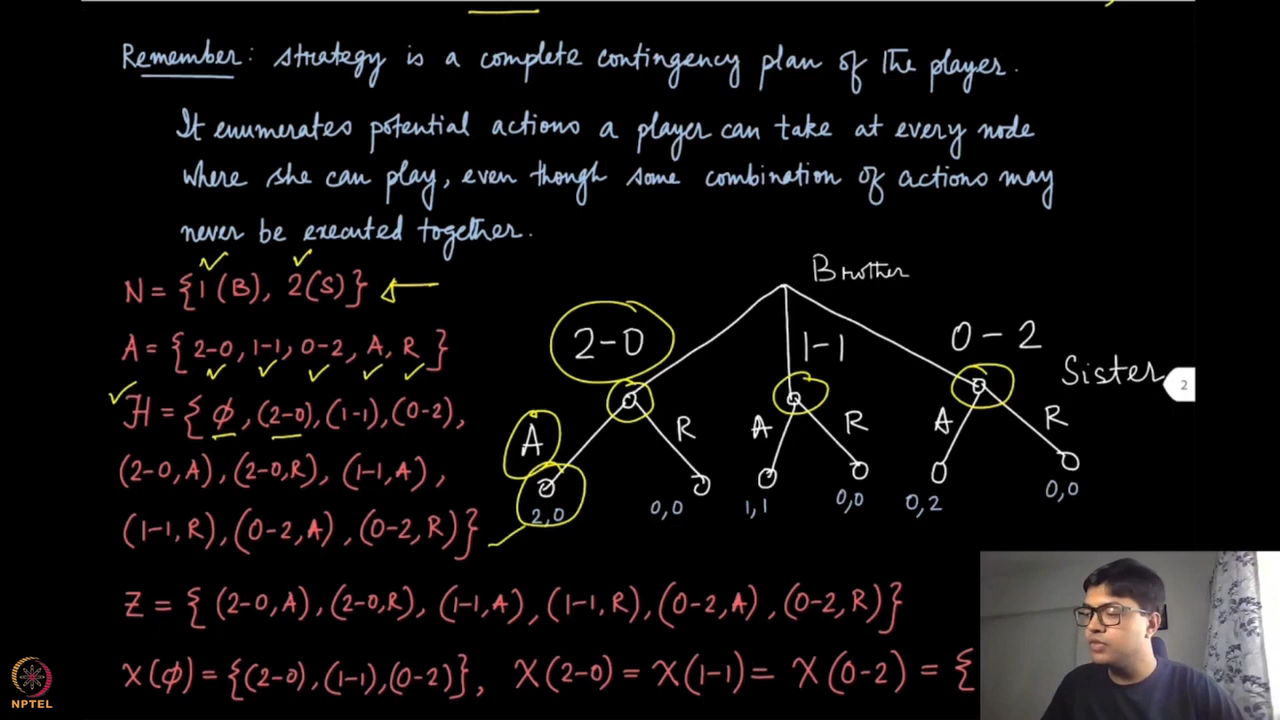 Remember: Strategy is a complete contingency plan of the player.
It enumerates potential actions a player can take at every node
where she can play, even though some combination of actions may
never be executed together.
N = {1(B), 2(S)}
A = {2-0, 1-1, 0-2, A, R}
H = {ϕ, (2-0), (1-1), (0-2),
(2-0,A), (2-0,R), (1-1,A),
(1-1,R), (0-2,A), (0-2,R)}
Brother
2-0 1-1 0-2
Sister
A R A R A R
2,0 0,0 1,1 0,0 0,2 0,0
Z = {(2-0,A), (2-0,R), (1-1,A), (1-1,R), (0-2,A), (0-2,R)}
X(ϕ) = {(2-0), (1-1), (0-2)}, X(2-0) = X(1-1) = X(0-2) = {
2
NPTEL